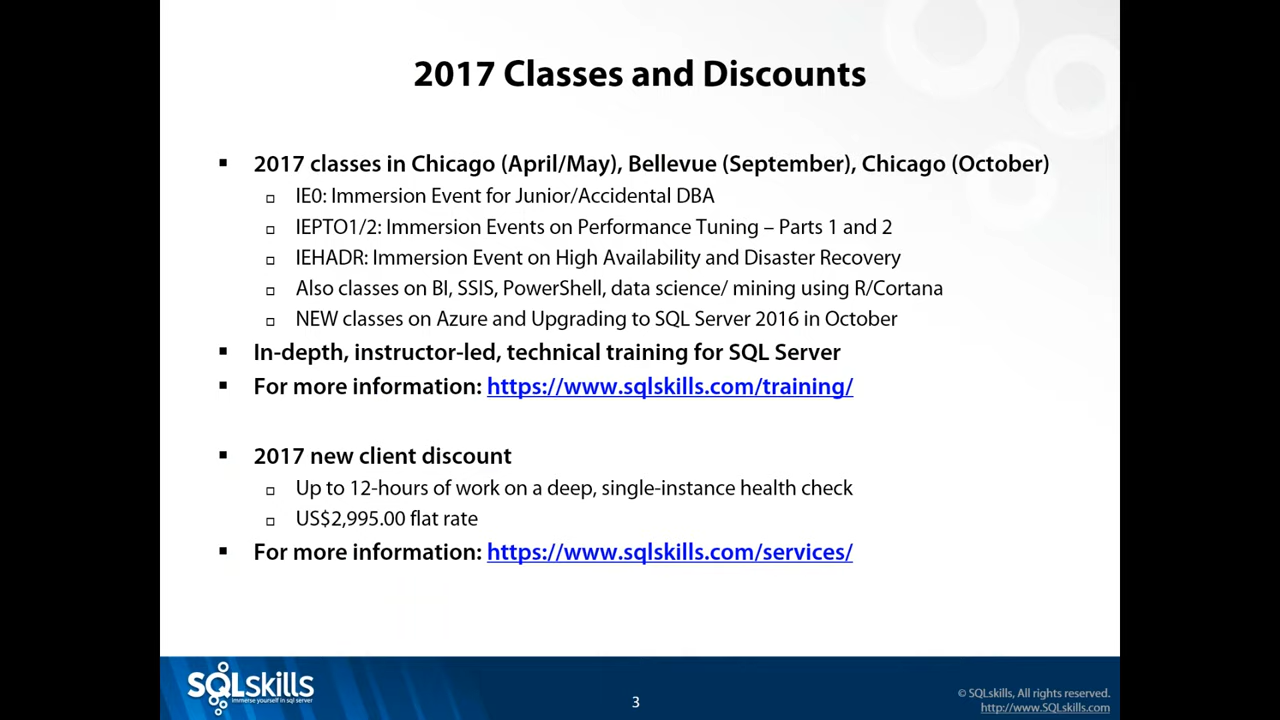 2017 Classes and Discounts
▪ 2017 classes in Chicago (April/May), Bellevue (September), Chicago (October)
▫ IE0: Immersion Event for Junior/Accidental DBA
▫ IEPTO1/2: Immersion Events on Performance Tuning – Parts 1 and 2
▫ IEHADR: Immersion Event on High Availability and Disaster Recovery
▫ Also classes on BI, SSIS, PowerShell, data science/ mining using R/Cortana
▫ NEW classes on Azure and Upgrading to SQL Server 2016 in October
▪ In-depth, instructor-led, technical training for SQL Server
▪ For more information: https://www.sqlskills.com/training/
▪ 2017 new client discount
▫ Up to 12-hours of work on a deep, single-instance health check
▫ US$2,995.00 flat rate
▪ For more information: https://www.sqlskills.com/services/
SQLskills
immerse yourself in sql server
3
© SQLskills, All rights reserved.
http://www.SQLskills.com